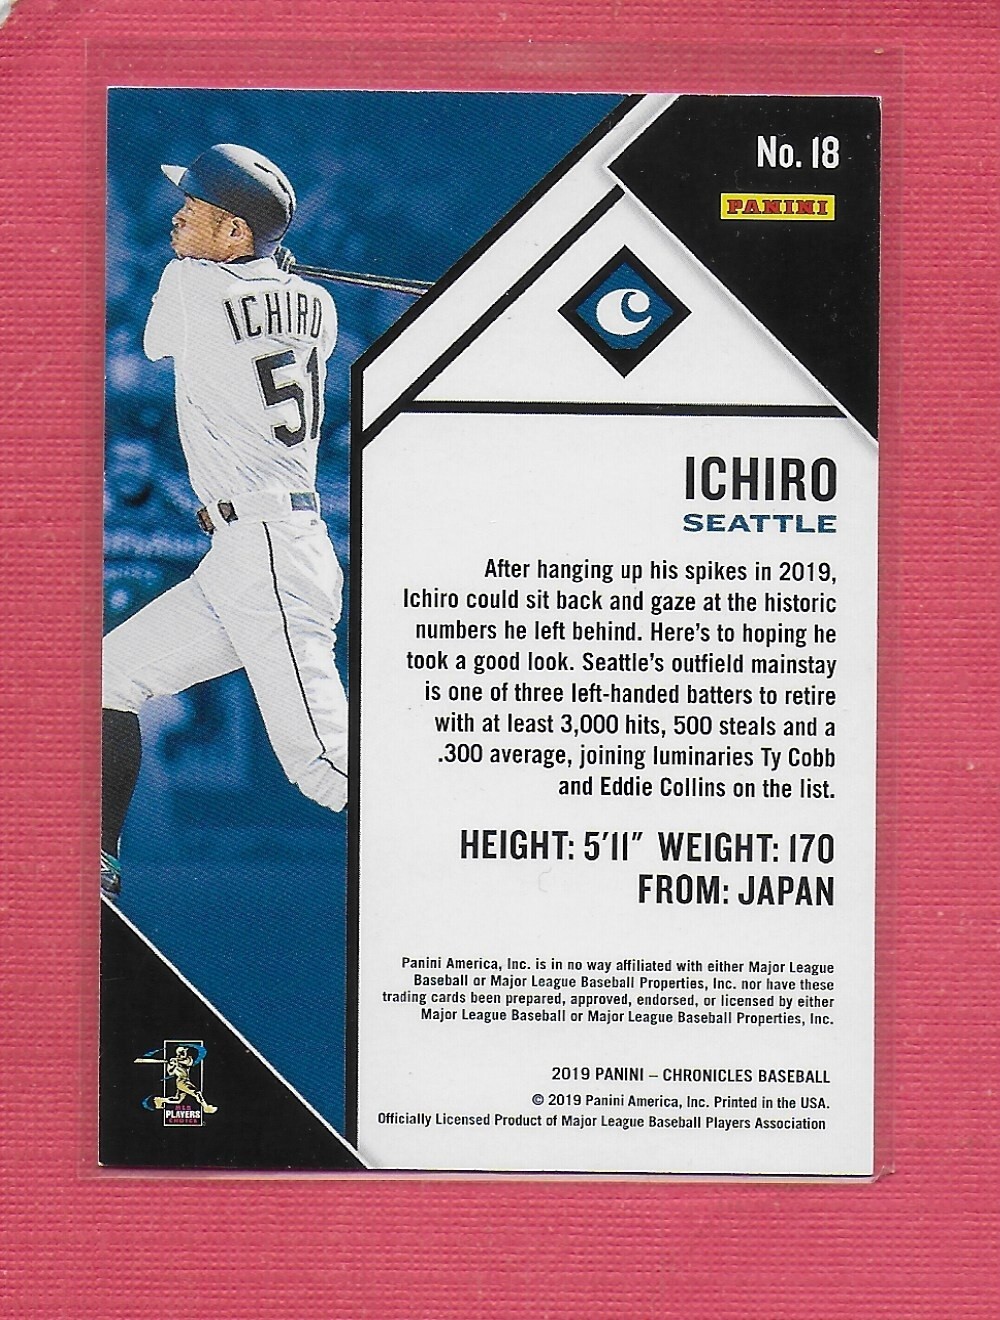 No. 18
PANINI
C
ICHIRO
51
ICHIRO
SEATTLE
After hanging up his spikes in 2019,
Ichiro could sit back and gaze at the historic
numbers he left behind. Here's to hoping he
took a good look. Seattle's outfield mainstay
is one of three left-handed batters to retire
with at least 3,000 hits, 500 steals and a
.300 average, joining luminaries Ty Cobb
and Eddie Collins on the list.
HEIGHT: 5'11" WEIGHT: 170
FROM: JAPAN
Panini America, Inc. is in no way affiliated with either Major League
Baseball or Major League Baseball Properties, Inc. nor have these
trading cards been prepared, approved, endorsed, or licensed by either
Major League Baseball or Major League Baseball Properties, Inc.
2019 PANINI – CHRONICLES BASEBALL
© 2019 Panini America, Inc. Printed in the USA.
Officially Licensed Product of Major League Baseball Players Association
MLB
PLAYERS
CHOICE